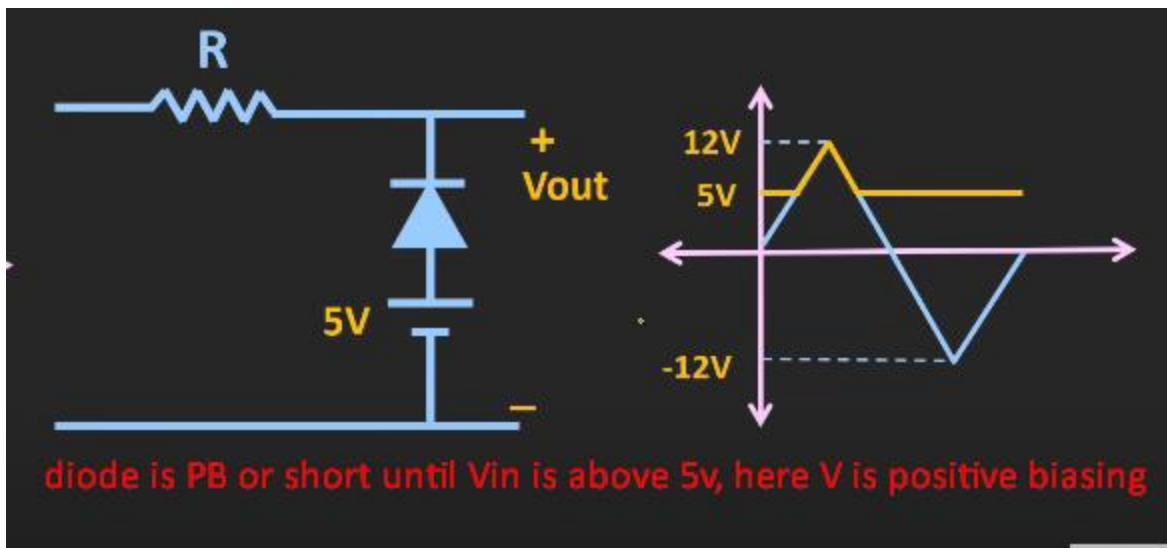 R
+
Vout
5V
−
12V
5V
-12V
diode is PB or short until Vin is above 5v, here V is positive biasing